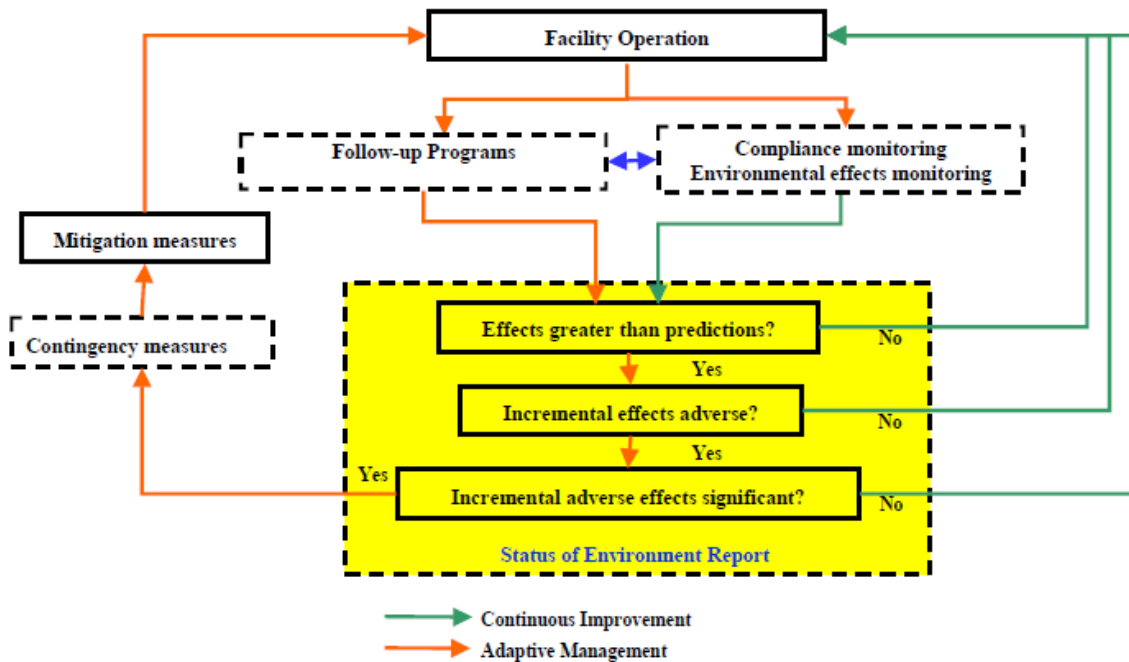 Facility Operation
Follow-up Programs
Compliance monitoring
Environmental effects monitoring
Mitigation measures
Contingency measures
Effects greater than predictions?
No
Yes
Incremental effects adverse?
No
Yes
Yes
Incremental adverse effects significant?
No
Status of Environment Report
Continuous Improvement
Adaptive Management